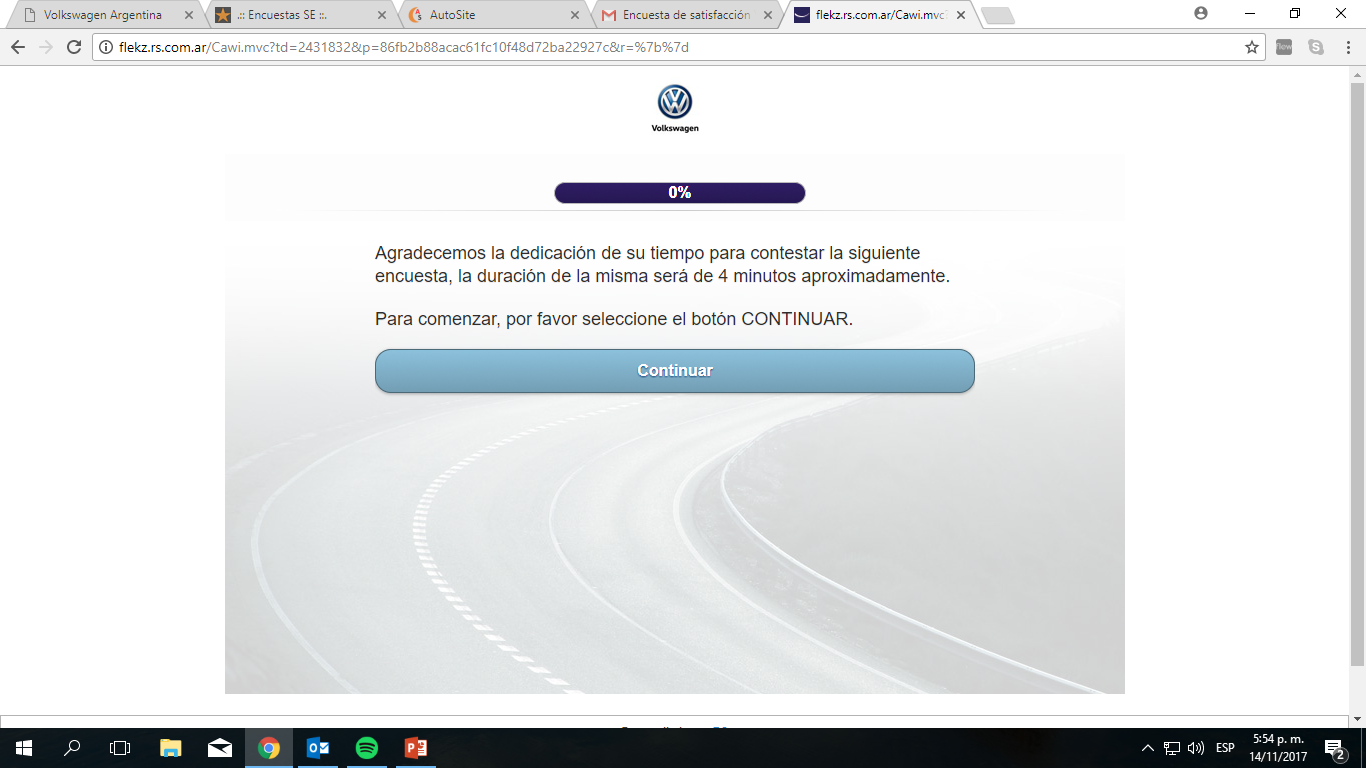 Volkswagen Argentina
.:: Encuestas SE ::.
AutoSite
Encuesta de satisfacción
flekz.rs.com.ar/Cawi.mvc
flekz.rs.com.ar/Cawi.mvc?td=2431832&p=86fb2b88acac61fc10f48d72ba22927c&r=%7b%7d
flow
Volkswagen
0%
Agradecemos la dedicación de su tiempo para contestar la siguiente
encuesta, la duración de la misma será de 4 minutos aproximadamente.
Para comenzar, por favor seleccione el botón CONTINUAR.
Continuar
ESP
5:54 p. m.
14/11/2017
2